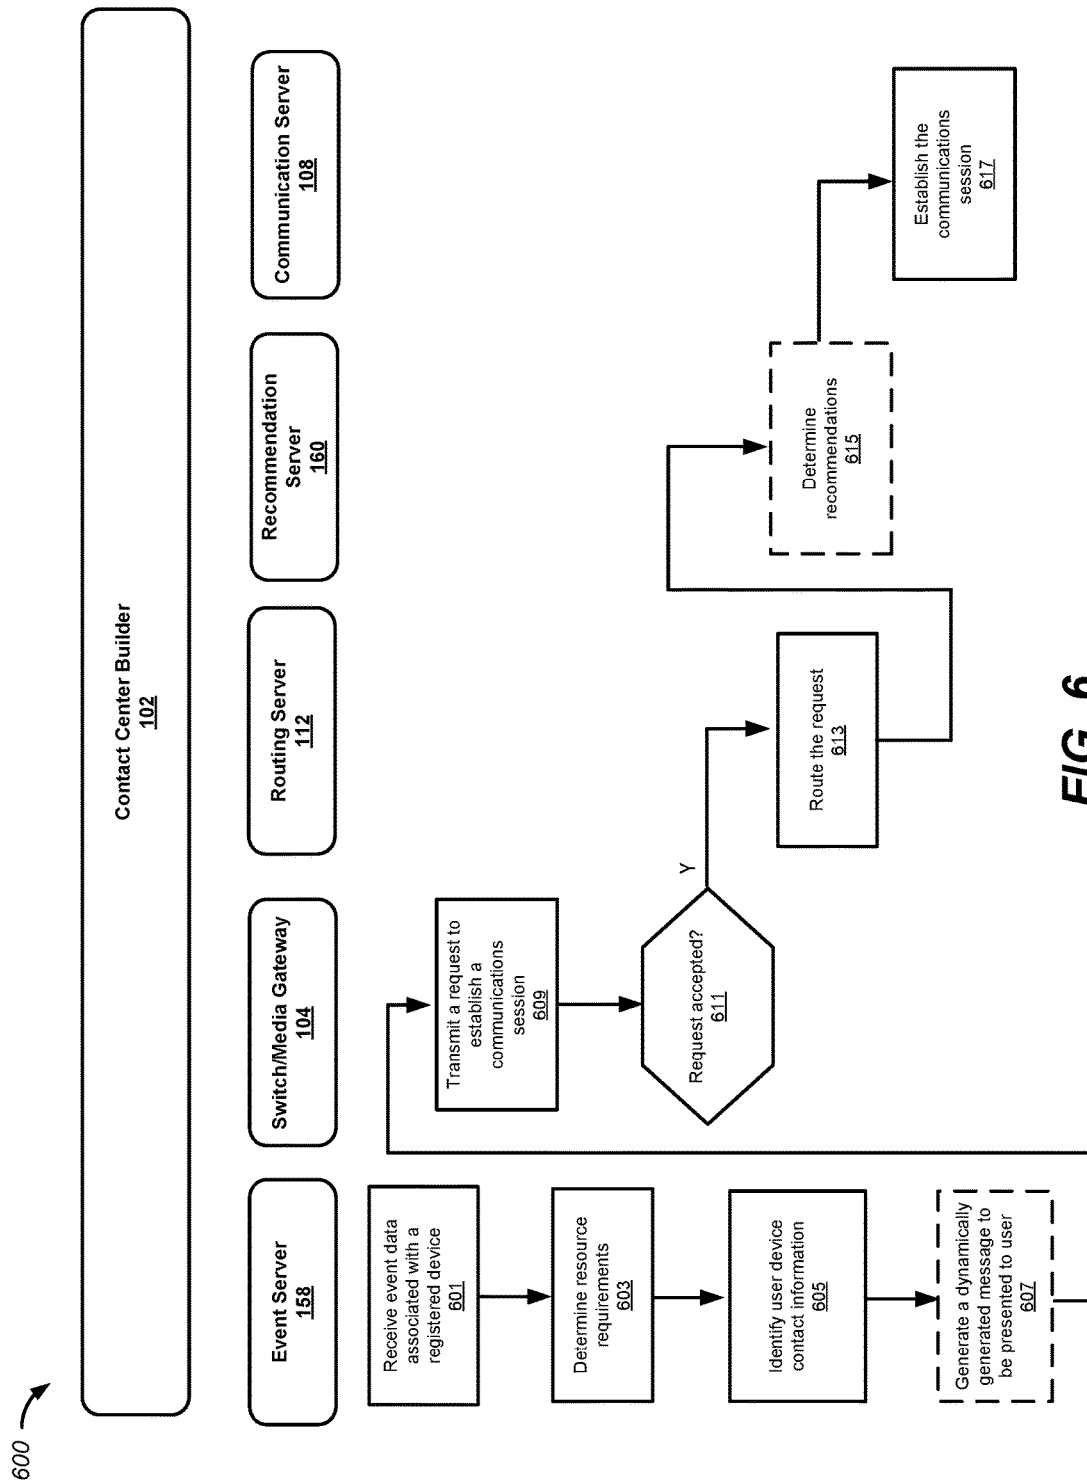 600
Contact Center Builder
102
Event Server
158
Switch/Media Gateway
104
Routing Server
112
Recommendation
Server
160
Communication Server
108
Receive event data
associated with a
registered device
601
Determine resource
requirements
603
Identify user device
contact information
605
Generate a dynamically
generated message to
be presented to user
607
Transmit a request to
establish a
communications
session
609
Request accepted?
611
Y
Route the request
613
Determine
recommendations
615
Establish the
communications
session
617
FIG. 6